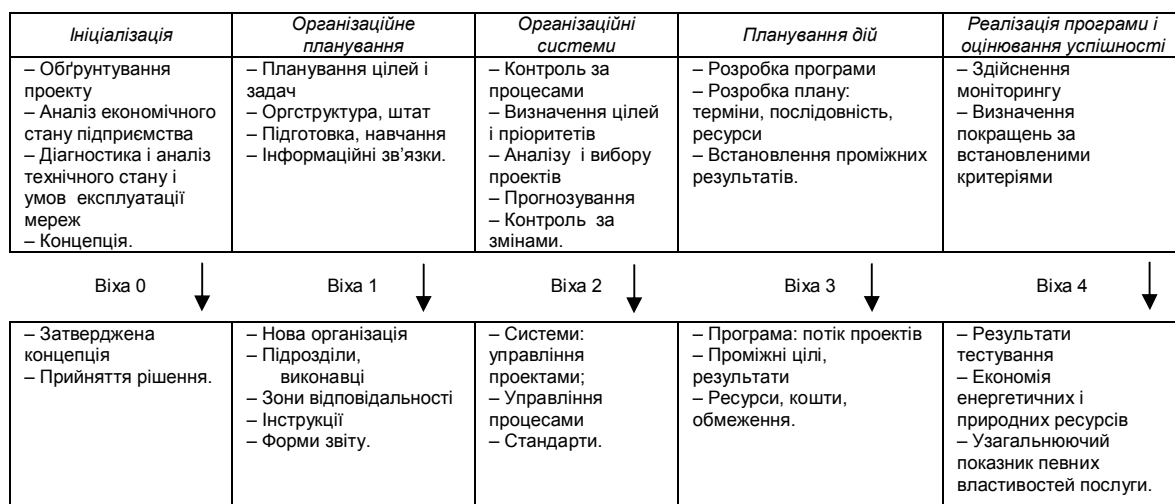 Ініціалізація
Організаційне
планування
Організаційні
системи
Планування дій
Реалізація програми і
оцінювання успішності
– Обґрунтування
проекту
– Аналіз економічного
стану підприємства
– Діагностика і аналіз
технічного стану і
умов експлуатації
мереж
– Концепція.
– Планування цілей і
задач
– Оргструктура, штат
– Підготовка, навчання
– Інформаційні зв’язки.
– Контроль за
процесами
– Визначення цілей
і пріоритетів
– Аналізу і вибору
проектів
– Прогнозування
– Контроль за
змінами.
– Розробка програми
– Розробка плану:
терміни, послідовність,
ресурси
– Встановлення проміжних
результатів.
– Здійснення
моніторингу
– Визначення
покращень за
встановленими
критеріями
Віха 0
Віха 1
Віха 2
Віха 3
Віха 4
– Затверджена
концепція
– Прийняття рішення.
– Нова організація
– Підрозділи,
виконавці
– Зони відповідальності
– Інструкції
– Форми звіту.
– Системи:
управління
проектами;
– Управління
процесами
– Стандарти.
– Програма: потік проектів
– Проміжні цілі,
результати
– Ресурси, кошти,
обмеження.
– Результати
тестування
– Економія
енергетичних і
природних ресурсів
– Узагальнюючий
показник певних
властивостей послуги.